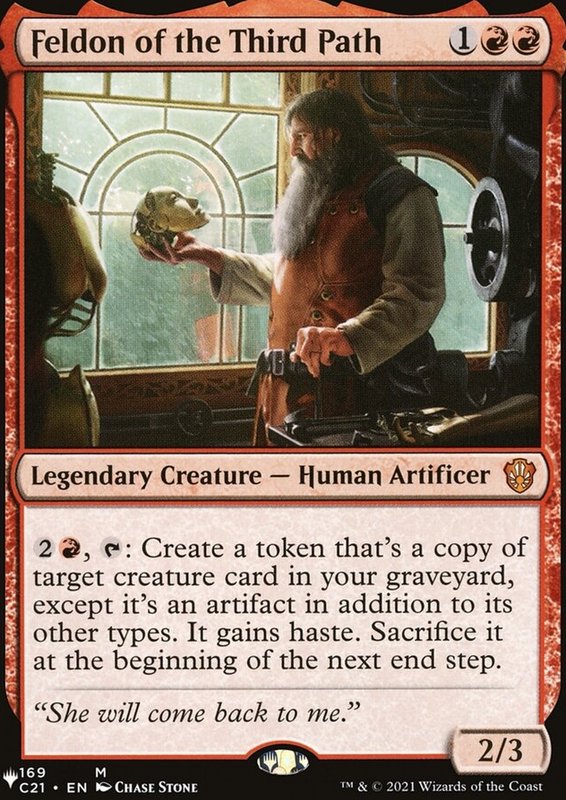 Feldon of the Third Path 1
Legendary Creature — Human Artificer
2, : Create a token that's a copy of
target creature card in your graveyard,
except it's an artifact in addition to its
other types. It gains haste. Sacrifice it
at the beginning of the next end step.
“She will come back to me.”
2/3
169 M
C21 • EN CHASE STONE
™ & © 2021 Wizards of the Coast